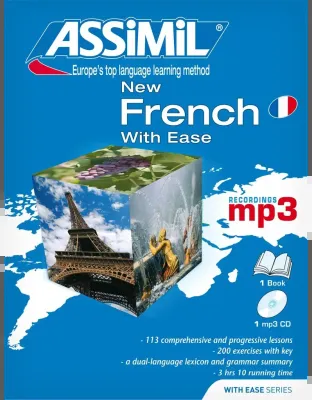 ASSiMiL®
Europe's top language learning method
New
French
With Ease
RECORDINGS
mp3
1 Book
1 mp3 CD
- 113 comprehensive and progressive lessons
- 200 exercises with key
- a dual-language lexicon and grammar summary
- 3 hrs 10 running time
WITH EASE SERIES